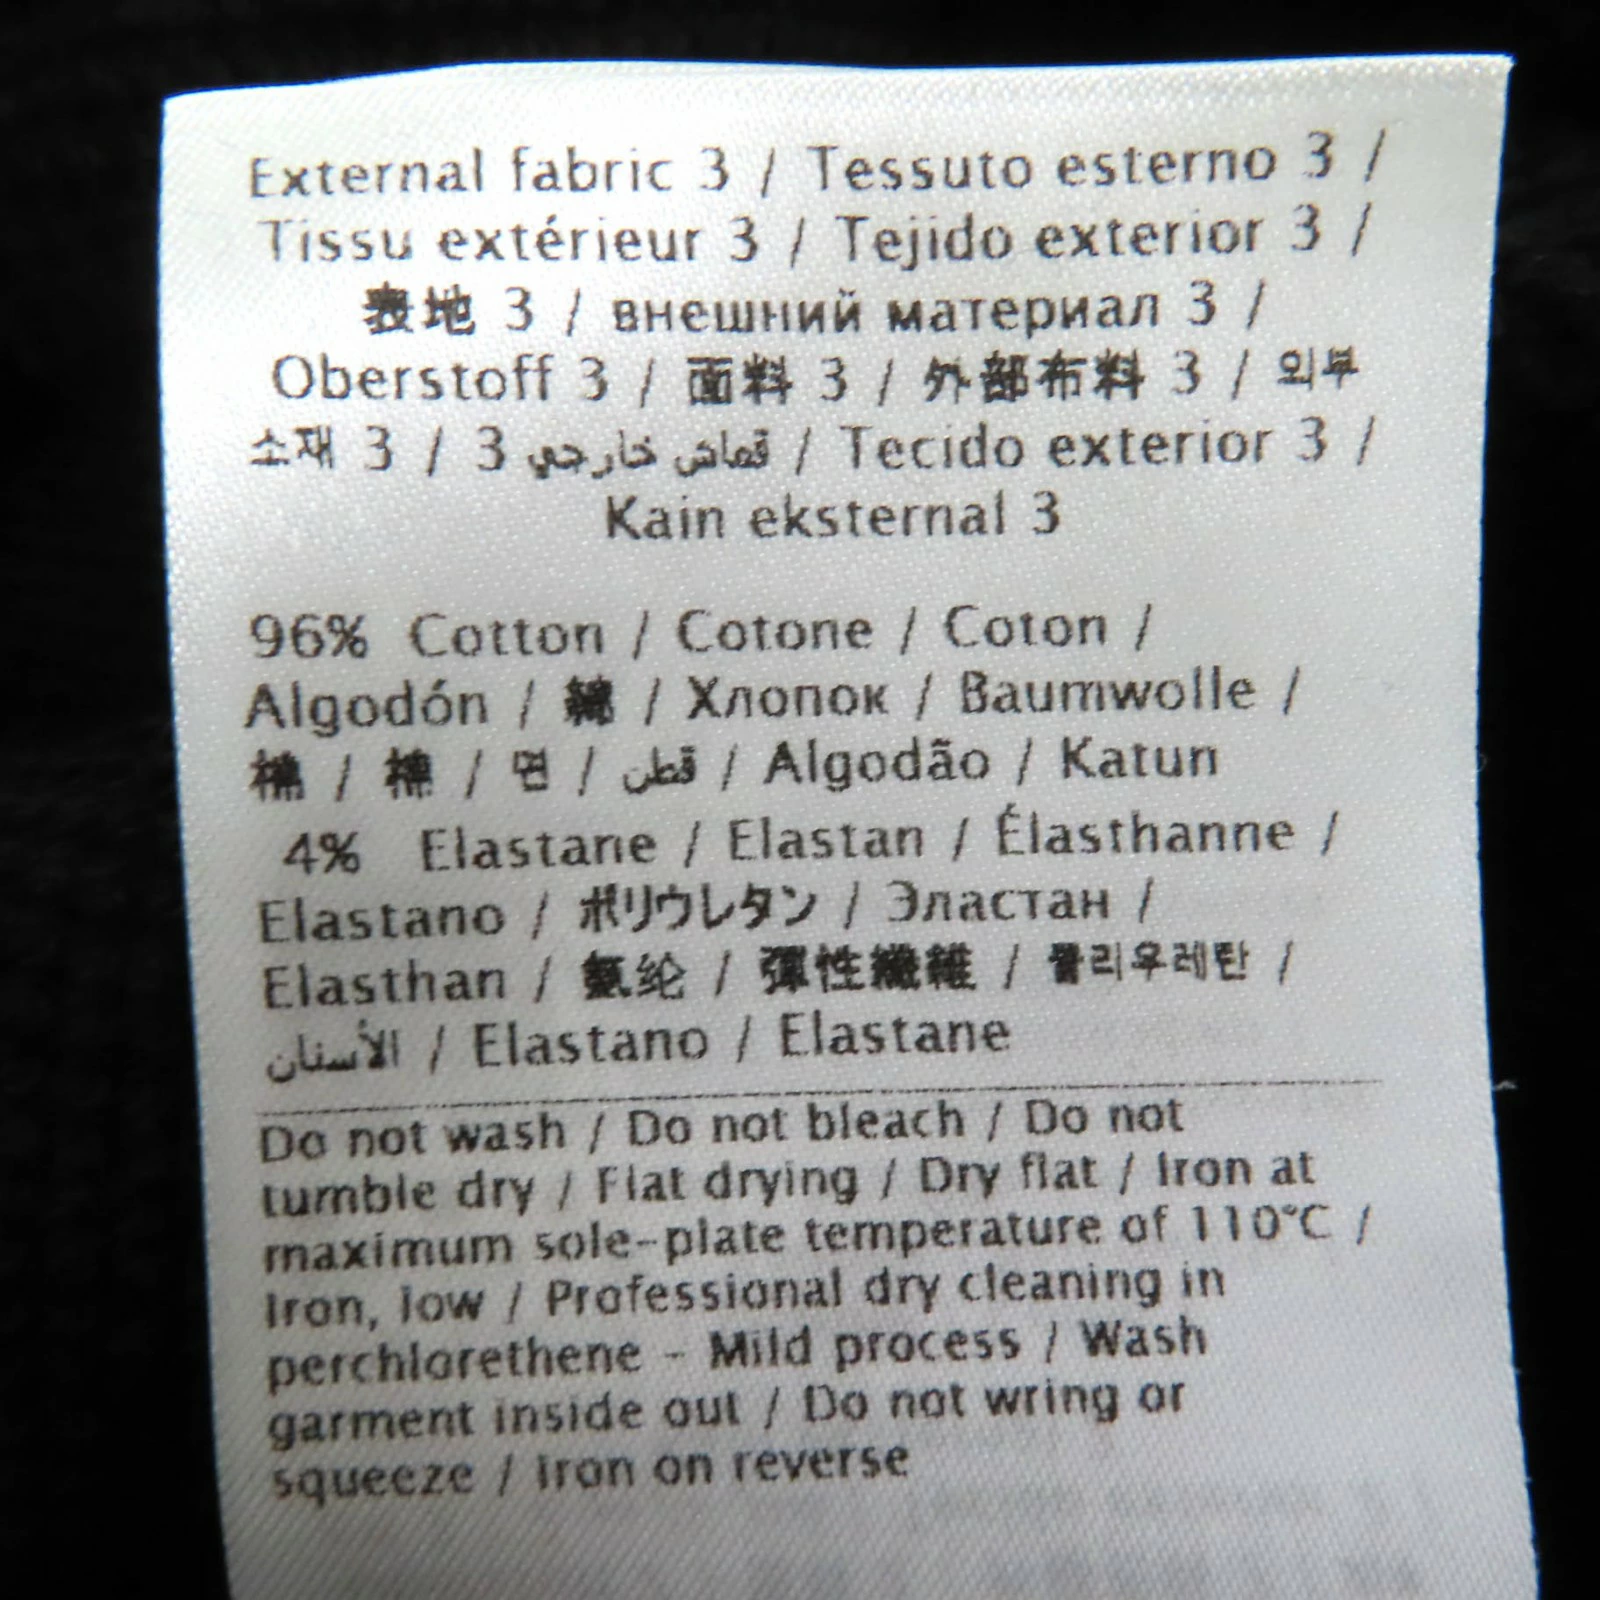 External fabric 3 / Tessuto esterno 3 /
Tissu extérieur 3 / Tejido exterior 3 /
表地 3 / внешний материал 3 /
Oberstoff 3 / 面料 3 / 外部布料 3 / 외부
소재 3 / 3 قماش خارجي / Tecido exterior 3 /
Kain eksternal 3
96% Cotton / Cotone / Coton /
Algodón / 綿 / Хлопок / Baumwolle /
棉 / 棉 / 면 / قطن / Algodão / Katun
4% Elastane / Elastan / Élasthanne /
Elastano / ポリウレタン / Эластан /
Elasthan / 氨纶 / 彈性纖維 / 폴리우레탄 /
الأستان / Elastano / Elastane
Do not wash / Do not bleach / Do not
tumble dry / Flat drying / Dry flat / Iron at
maximum sole-plate temperature of 110°C /
Iron, low / Professional dry cleaning in
perchlorethene - Mild process / Wash
garment inside out / Do not wring or
squeeze / Iron on reverse